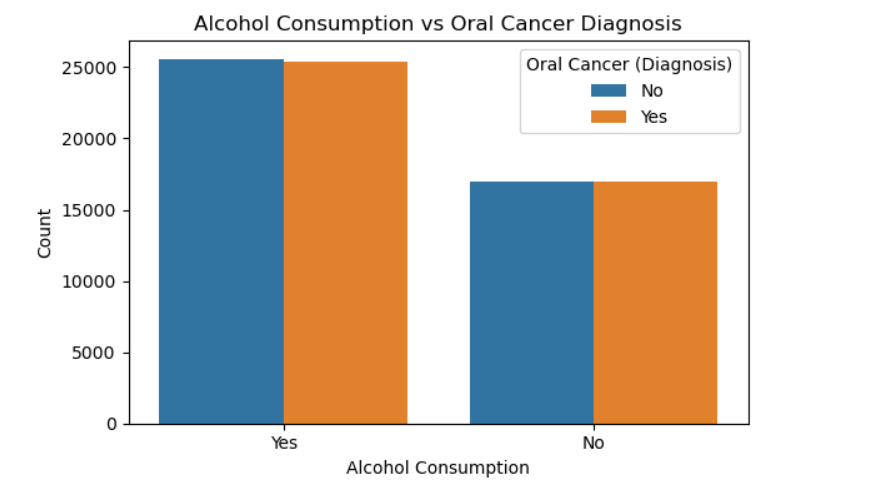 Alcohol Consumption vs Oral Cancer Diagnosis
Oral Cancer (Diagnosis)
No
Yes
Count
25000
20000
15000
10000
5000
0
Yes
No
Alcohol Consumption